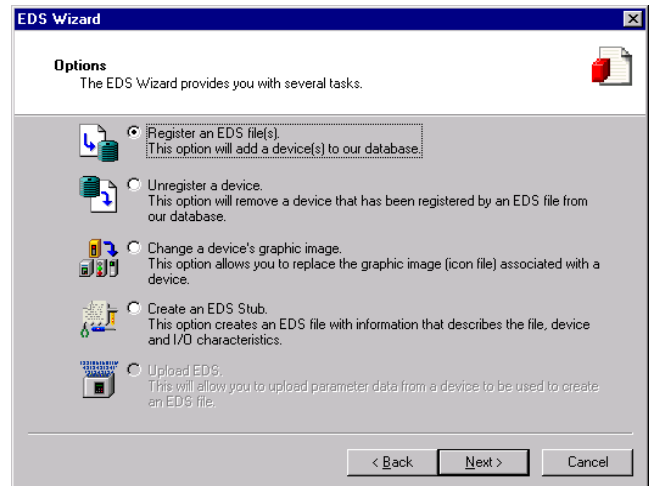 EDS Wizard
Options
The EDS Wizard provides you with several tasks.
Register an EDS file(s).
This option will add a device(s) to our database.
Unregister a device.
This option will remove a device that has been registered by an EDS file from
our database.
Change a device's graphic image.
This option allows you to replace the graphic image (icon file) associated with a
device.
Create an EDS Stub.
This option creates an EDS file with information that describes the file, device
and I/O characteristics.
Upload EDS.
This will allow you to upload parameter data from a device to be used to create
an EDS file.
< Back
Next >
Cancel